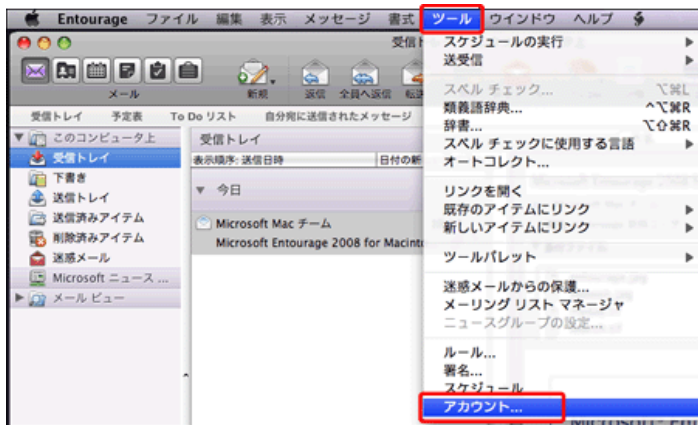 Entourage ファイル 編集 表示 メッセージ 書式 ツール ウインドウ ヘルプ
受信ト
メール
新規 返信 全員へ返信 転送
受信トレイ 予定表 To Do リスト 自分宛に送信されたメッセージ
このコンピュータ上
受信トレイ
下書き
送信トレイ
送信済みアイテム
削除済みアイテム
迷惑メール
Microsoft ニュース ...
メール ビュー
受信トレイ
表示順序: 送信日時 日付の新
今日
Microsoft Mac チーム
Microsoft Entourage 2008 for Macint
スケジュールの実行
送受信
スペル チェック... ⌥⌘L
類義語辞典... ^⌥⌘R
辞書... ⌥⇧⌘R
スペル チェックに使用する言語
オートコレクト...
リンクを開く
既存のアイテムにリンク
新しいアイテムにリンク
ツールパレット
迷惑メールからの保護...
メーリング リスト マネージャ
ニュースグループの設定...
ルール...
署名...
スケジュール
アカウント...